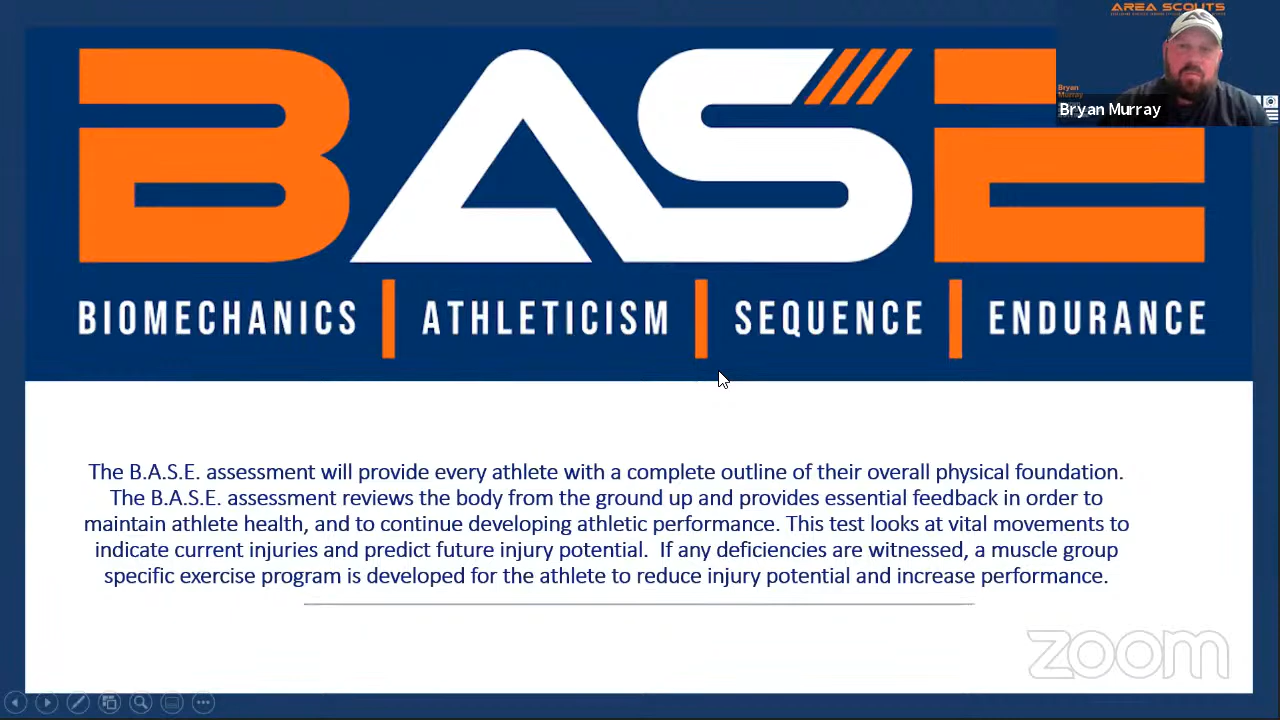 AREA SCOUTS
BASE
Bryan
Murray
Bryan Murray
BIOMECHANICS | ATHLETICISM | SEQUENCE | ENDURANCE
The B.A.S.E. assessment will provide every athlete with a complete outline of their overall physical foundation.
The B.A.S.E. assessment reviews the body from the ground up and provides essential feedback in order to
maintain athlete health, and to continue developing athletic performance. This test looks at vital movements to
indicate current injuries and predict future injury potential.  If any deficiencies are witnessed, a muscle group
specific exercise program is developed for the athlete to reduce injury potential and increase performance.
zoom